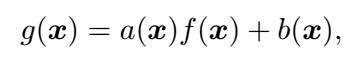 g(𝒙) = a(𝒙)f(𝒙) + b(𝒙),